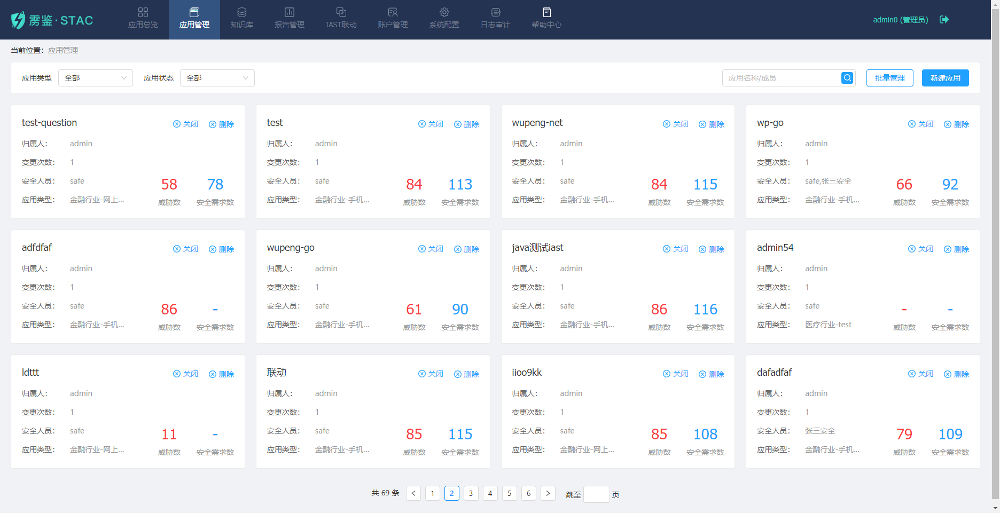 雳鉴·STAC
应用总览
应用管理
知识库
报告管理
IAST联动
账户管理
系统配置
日志审计
帮助中心
admin0 (管理员)
当前位置： 应用管理
应用类型 全部 应用状态 全部 应用名称/成员 批量管理 新建应用
test-question 关闭 删除
归属人： admin
变更次数： 1
安全人员： safe
应用类型： 金融行业-网上...
58 78
威胁数 安全需求数
test 关闭 删除
归属人： admin
变更次数： 1
安全人员： safe
应用类型： 金融行业-手机...
84 113
威胁数 安全需求数
wupeng-net 关闭 删除
归属人： admin
变更次数： 1
安全人员： safe
应用类型： 金融行业-手机...
84 115
威胁数 安全需求数
wp-go 关闭 删除
归属人： admin
变更次数： 1
安全人员： safe,张三安全
应用类型： 金融行业-手机...
66 92
威胁数 安全需求数
adfdfaf 关闭 删除
归属人： admin
变更次数： 1
安全人员： safe
应用类型： 金融行业-手机...
86 -
威胁数 安全需求数
wupeng-go 关闭 删除
归属人： admin
变更次数： 1
安全人员： safe
应用类型： 金融行业-手机...
61 90
威胁数 安全需求数
java测试iast 关闭 删除
归属人： admin
变更次数： 1
安全人员： safe
应用类型： 金融行业-手机...
86 116
威胁数 安全需求数
admin54 关闭 删除
归属人： admin
变更次数： 1
安全人员： safe
应用类型： 医疗行业-test
- -
威胁数 安全需求数
ldttt 关闭 删除
归属人： admin
变更次数： 1
安全人员： safe
应用类型： 金融行业-网上...
11 -
威胁数 安全需求数
联动 关闭 删除
归属人： admin
变更次数： 1
安全人员： safe
应用类型： 金融行业-手机...
85 115
威胁数 安全需求数
iioo9kk 关闭 删除
归属人： admin
变更次数： 1
安全人员： safe
应用类型： 金融行业-网上...
85 108
威胁数 安全需求数
dafadfaf 关闭 删除
归属人： admin
变更次数： 1
安全人员： 张三安全
应用类型： 金融行业-手机...
79 109
威胁数 安全需求数
共 69 条 < 1 2 3 4 5 6 > 跳至 页